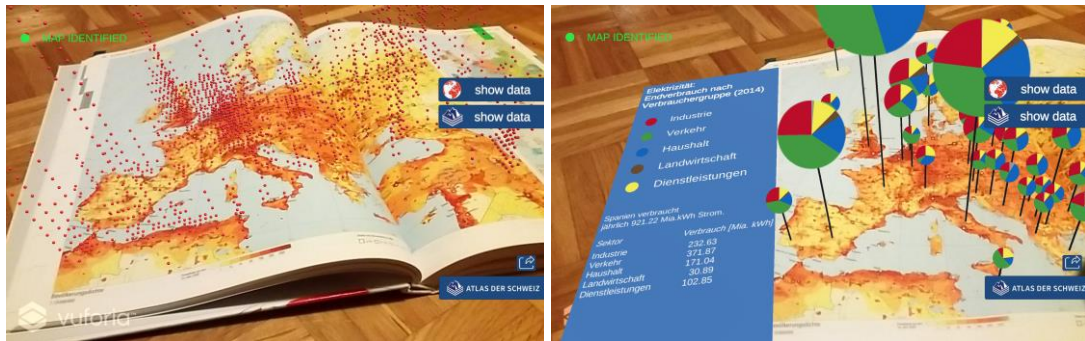 MAP IDENTIFIED
show data
show data
ATLAS DER SCHWEIZ
vuforia
MAP IDENTIFIED
Elektrizität:
Endverbrauch nach
Verbrauchergruppe (2014)
Industrie
Verkehr
Haushalt
Landwirtschaft
Dienstleistungen
show data
show data
Spanien verbraucht
jährlich 921.22 Mia.kWh Strom.
Sektor Verbrauch [Mia. kWh]
Industrie 232.63
Verkehr 371.87
Haushalt 171.04
Landwirtschaft 30.89
Dienstleistungen 102.85
ATLAS DER SCHWEIZ